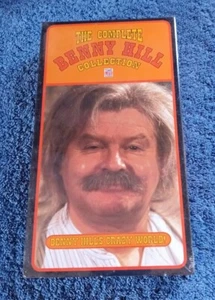 THE COMPLETE
BENNY HILL
COLLECTION
BENNY HILL'S CRAZY WORLD!